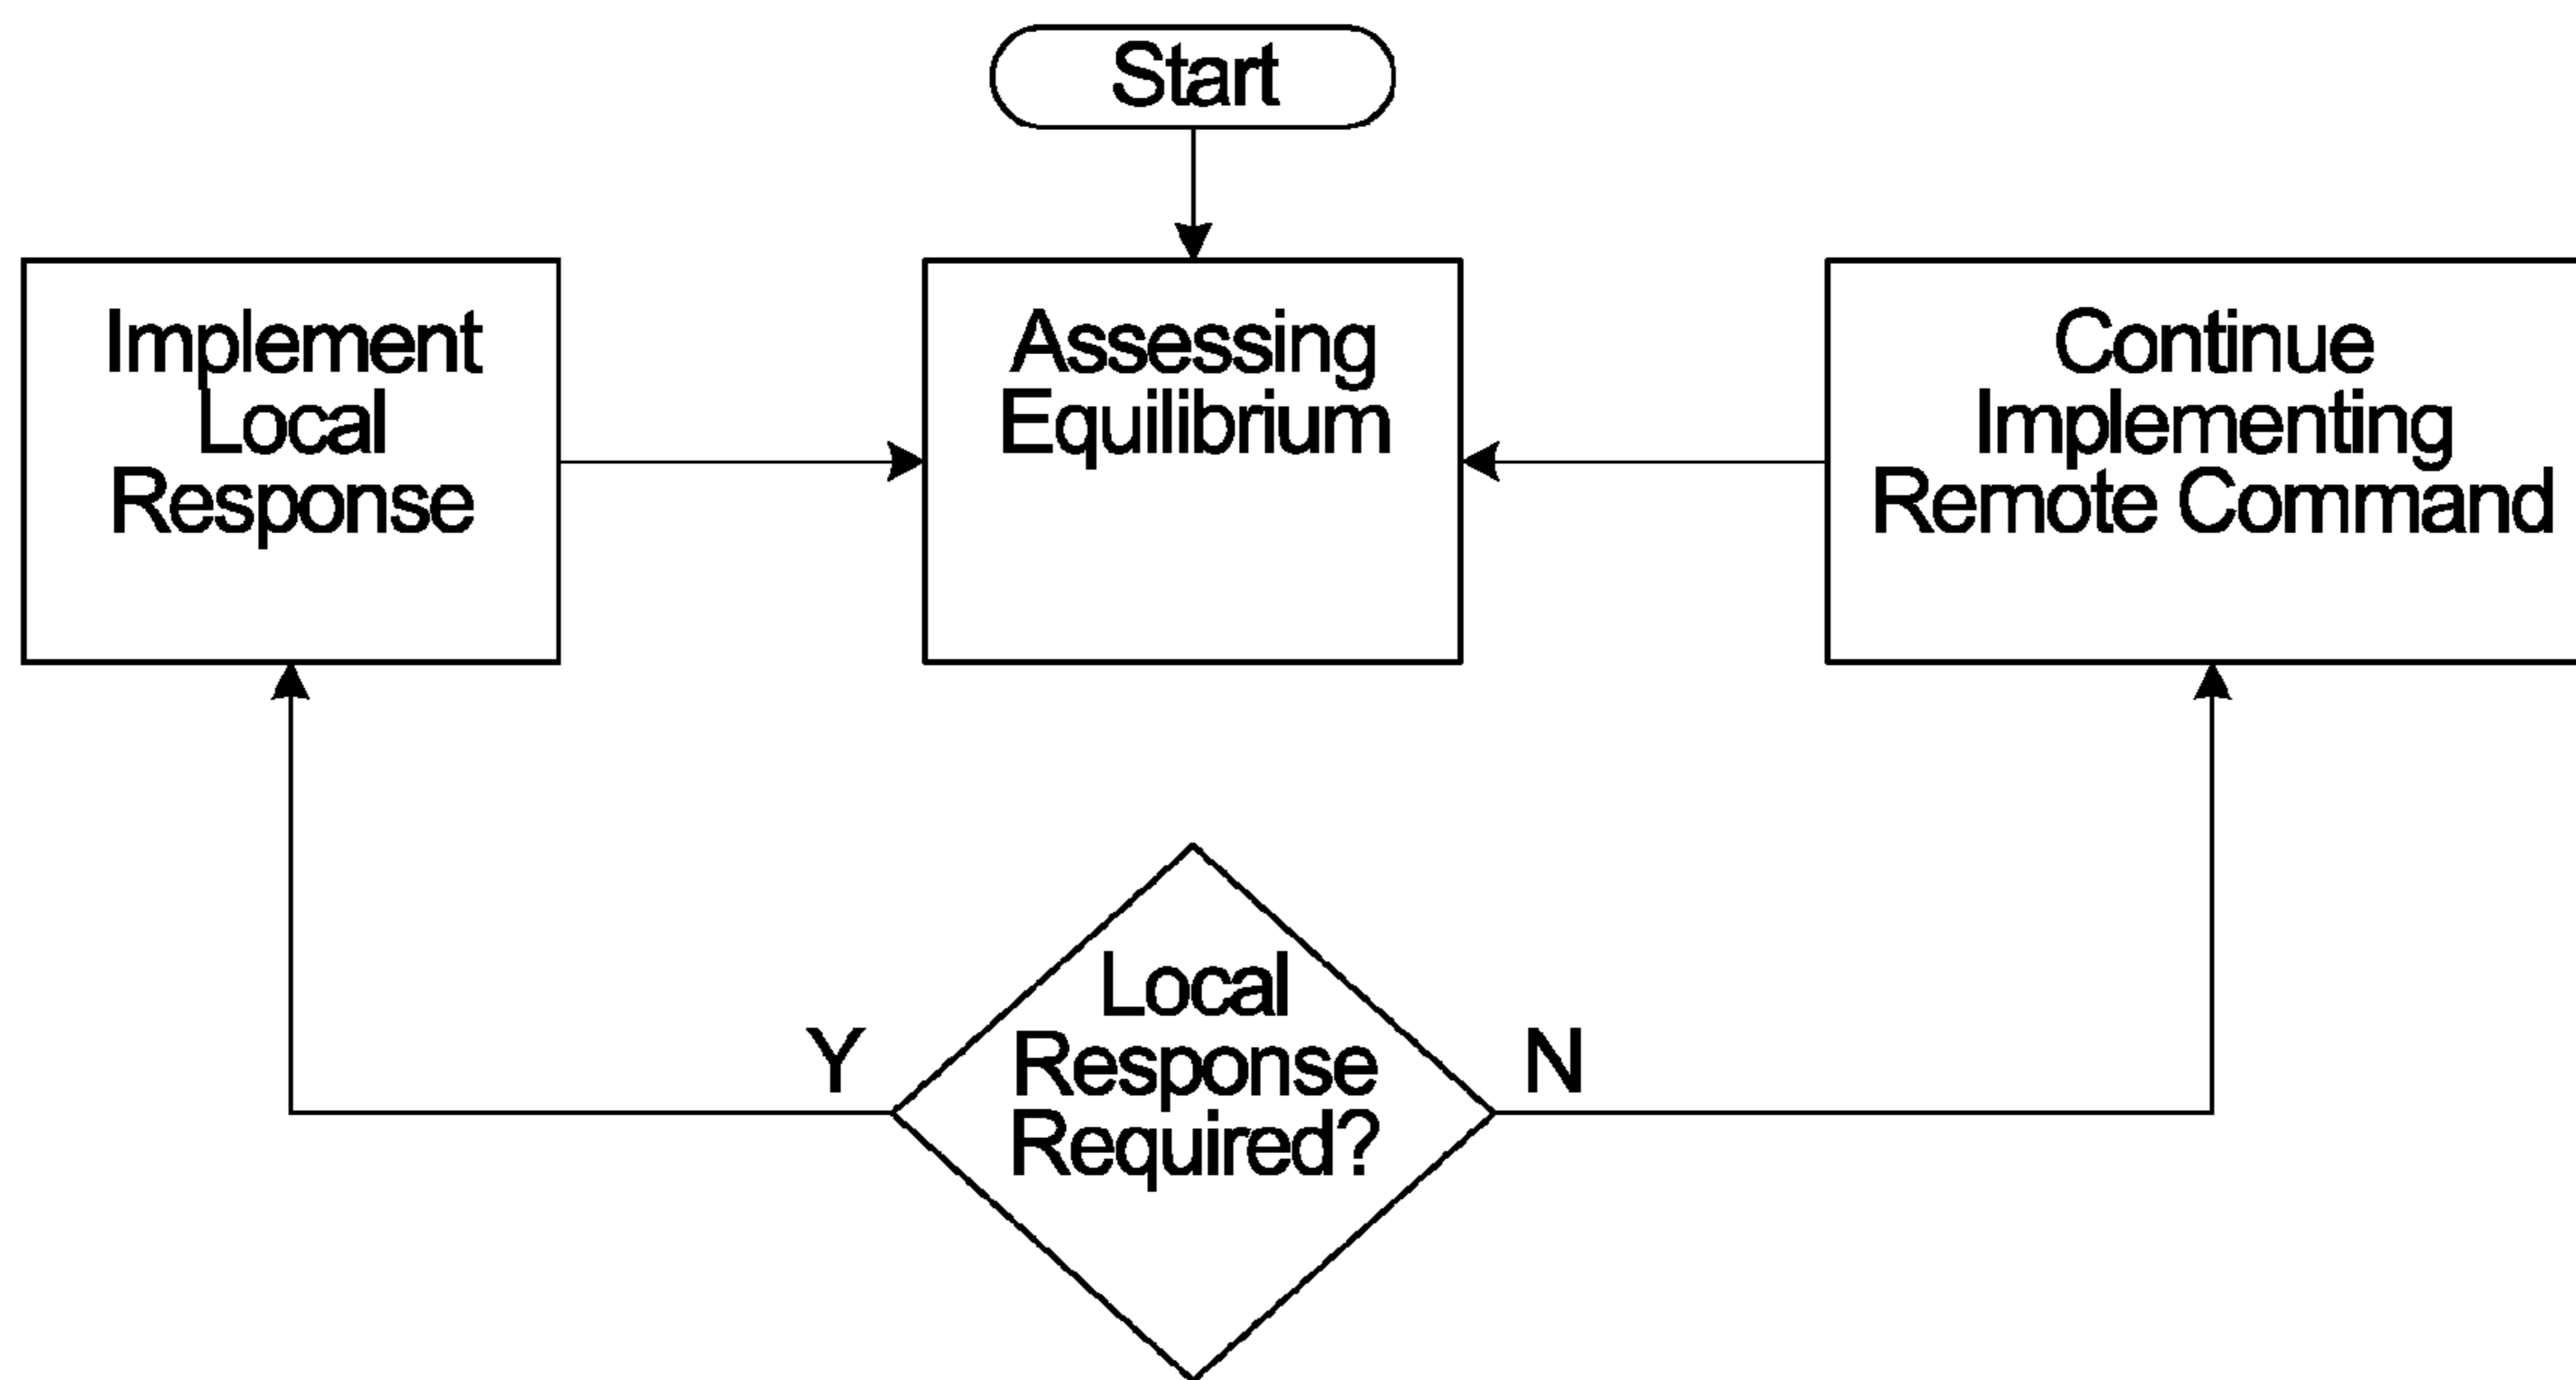 Start
Implement
Local
Response
Assessing
Equilibrium
Continue
Implementing
Remote Command
Local
Response
Required?
Y
N